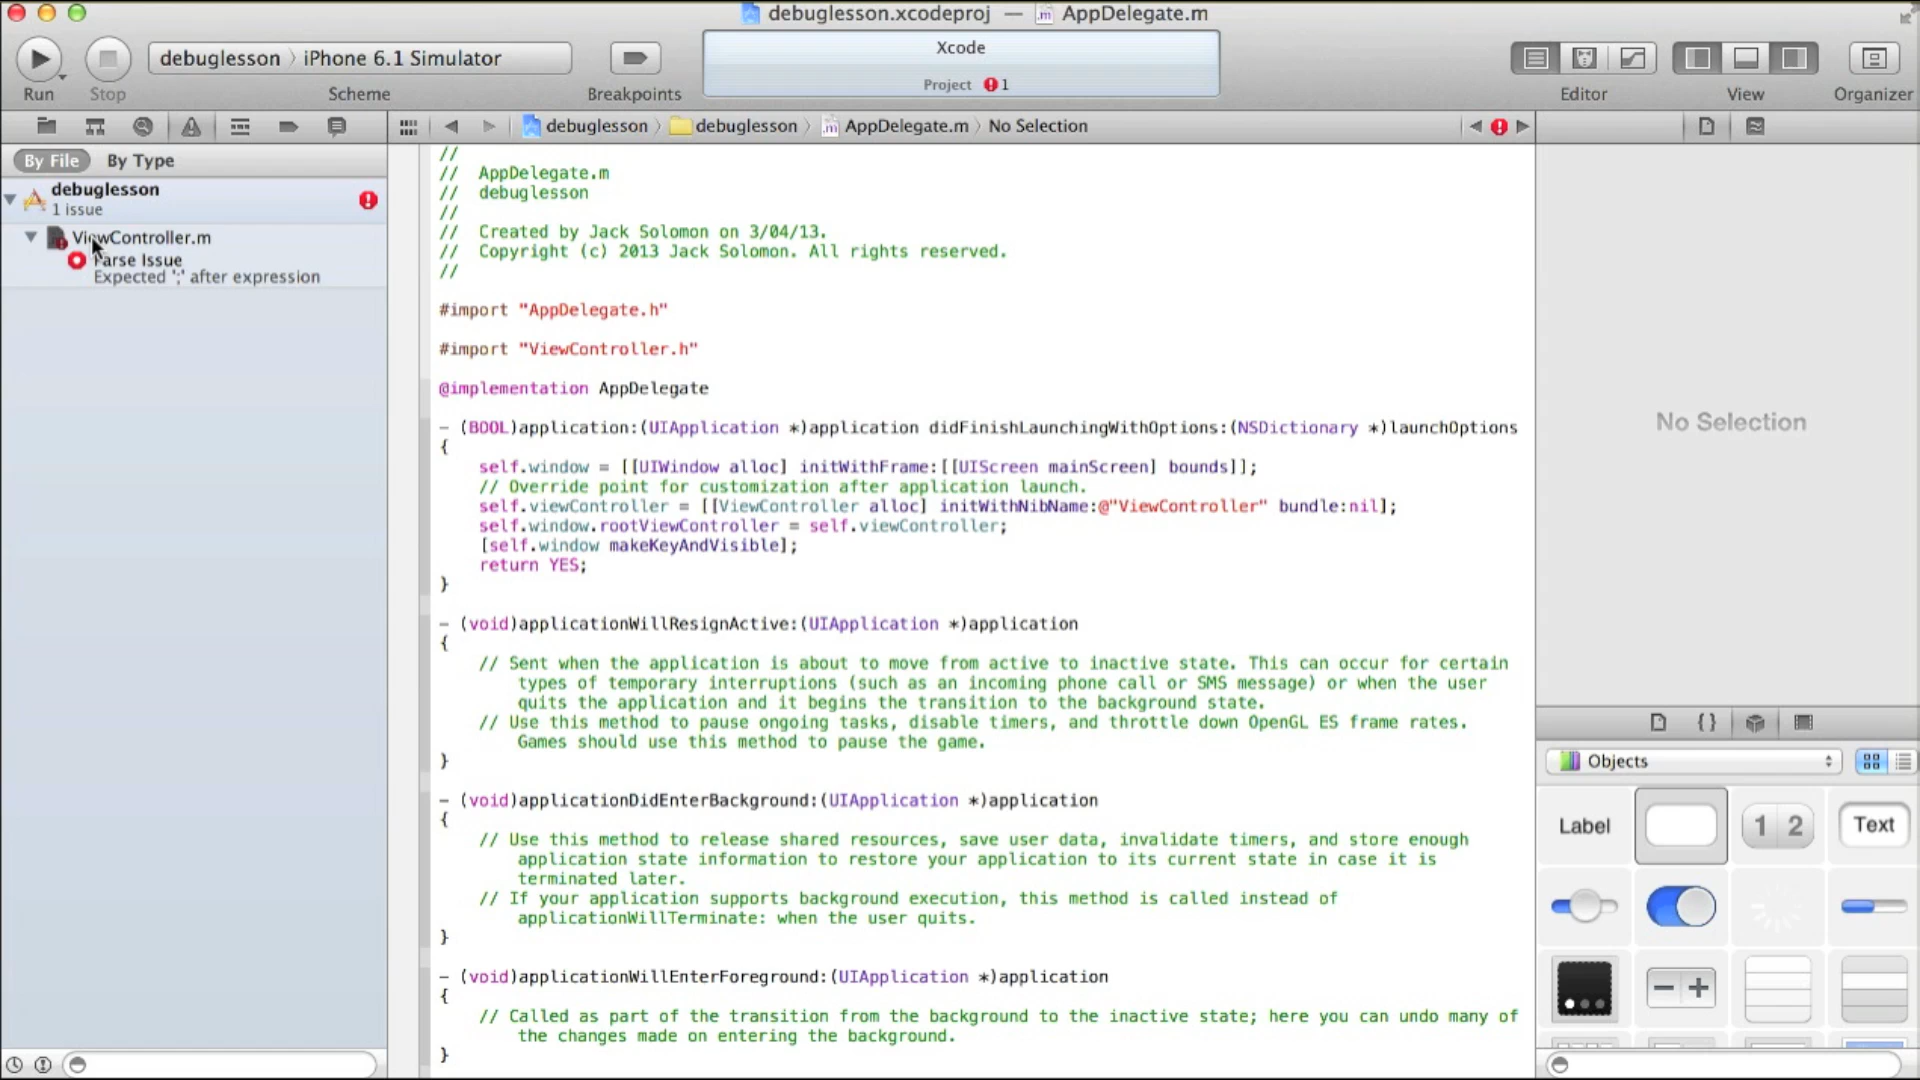 debuglesson.xcodeproj — AppDelegate.m
debuglesson 〉 iPhone 6.1 Simulator
Xcode
Project 1
Run
Stop
Scheme
Breakpoints
Editor
View
Organizer
debuglesson 〉 debuglesson 〉 AppDelegate.m 〉 No Selection
By File
By Type
debuglesson
1 issue
ViewController.m
Parse Issue
Expected ';' after expression
//
//  AppDelegate.m
//  debuglesson
//
//  Created by Jack Solomon on 3/04/13.
//  Copyright (c) 2013 Jack Solomon. All rights reserved.
//
#import "AppDelegate.h"
#import "ViewController.h"
@implementation AppDelegate
- (BOOL)application:(UIApplication *)application didFinishLaunchingWithOptions:(NSDictionary *)launchOptions
{
self.window = [[UIWindow alloc] initWithFrame:[[UIScreen mainScreen] bounds]];
// Override point for customization after application launch.
self.viewController = [[ViewController alloc] initWithNibName:@"ViewController" bundle:nil];
self.window.rootViewController = self.viewController;
[self.window makeKeyAndVisible];
return YES;
}
- (void)applicationWillResignActive:(UIApplication *)application
{
// Sent when the application is about to move from active to inactive state. This can occur for certain
types of temporary interruptions (such as an incoming phone call or SMS message) or when the user
quits the application and it begins the transition to the background state.
// Use this method to pause ongoing tasks, disable timers, and throttle down OpenGL ES frame rates.
Games should use this method to pause the game.
}
- (void)applicationDidEnterBackground:(UIApplication *)application
{
// Use this method to release shared resources, save user data, invalidate timers, and store enough
application state information to restore your application to its current state in case it is
terminated later.
// If your application supports background execution, this method is called instead of
applicationWillTerminate: when the user quits.
}
- (void)applicationWillEnterForeground:(UIApplication *)application
{
// Called as part of the transition from the background to the inactive state; here you can undo many of
the changes made on entering the background.
}
No Selection
{ }
Objects
Label
1 2
Text